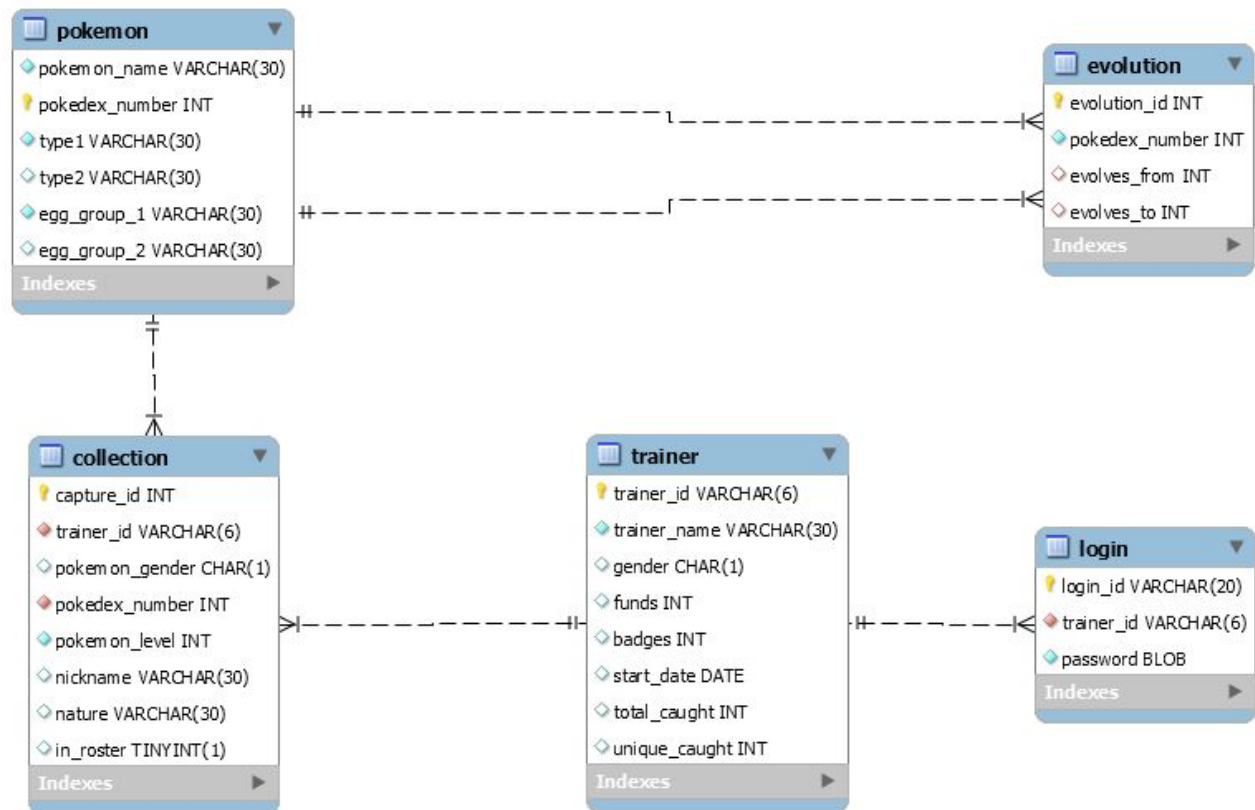 pokemon
pokemon_name VARCHAR(30)
pokedex_number INT
type1 VARCHAR(30)
type2 VARCHAR(30)
egg_group_1 VARCHAR(30)
egg_group_2 VARCHAR(30)
Indexes
evolution
evolution_id INT
pokedex_number INT
evolves_from INT
evolves_to INT
Indexes
collection
capture_id INT
trainer_id VARCHAR(6)
pokemon_gender CHAR(1)
pokedex_number INT
pokemon_level INT
nickname VARCHAR(30)
nature VARCHAR(30)
in_roster TINYINT(1)
Indexes
trainer
trainer_id VARCHAR(6)
trainer_name VARCHAR(30)
gender CHAR(1)
funds INT
badges INT
start_date DATE
total_caught INT
unique_caught INT
Indexes
login
login_id VARCHAR(20)
trainer_id VARCHAR(6)
password BLOB
Indexes